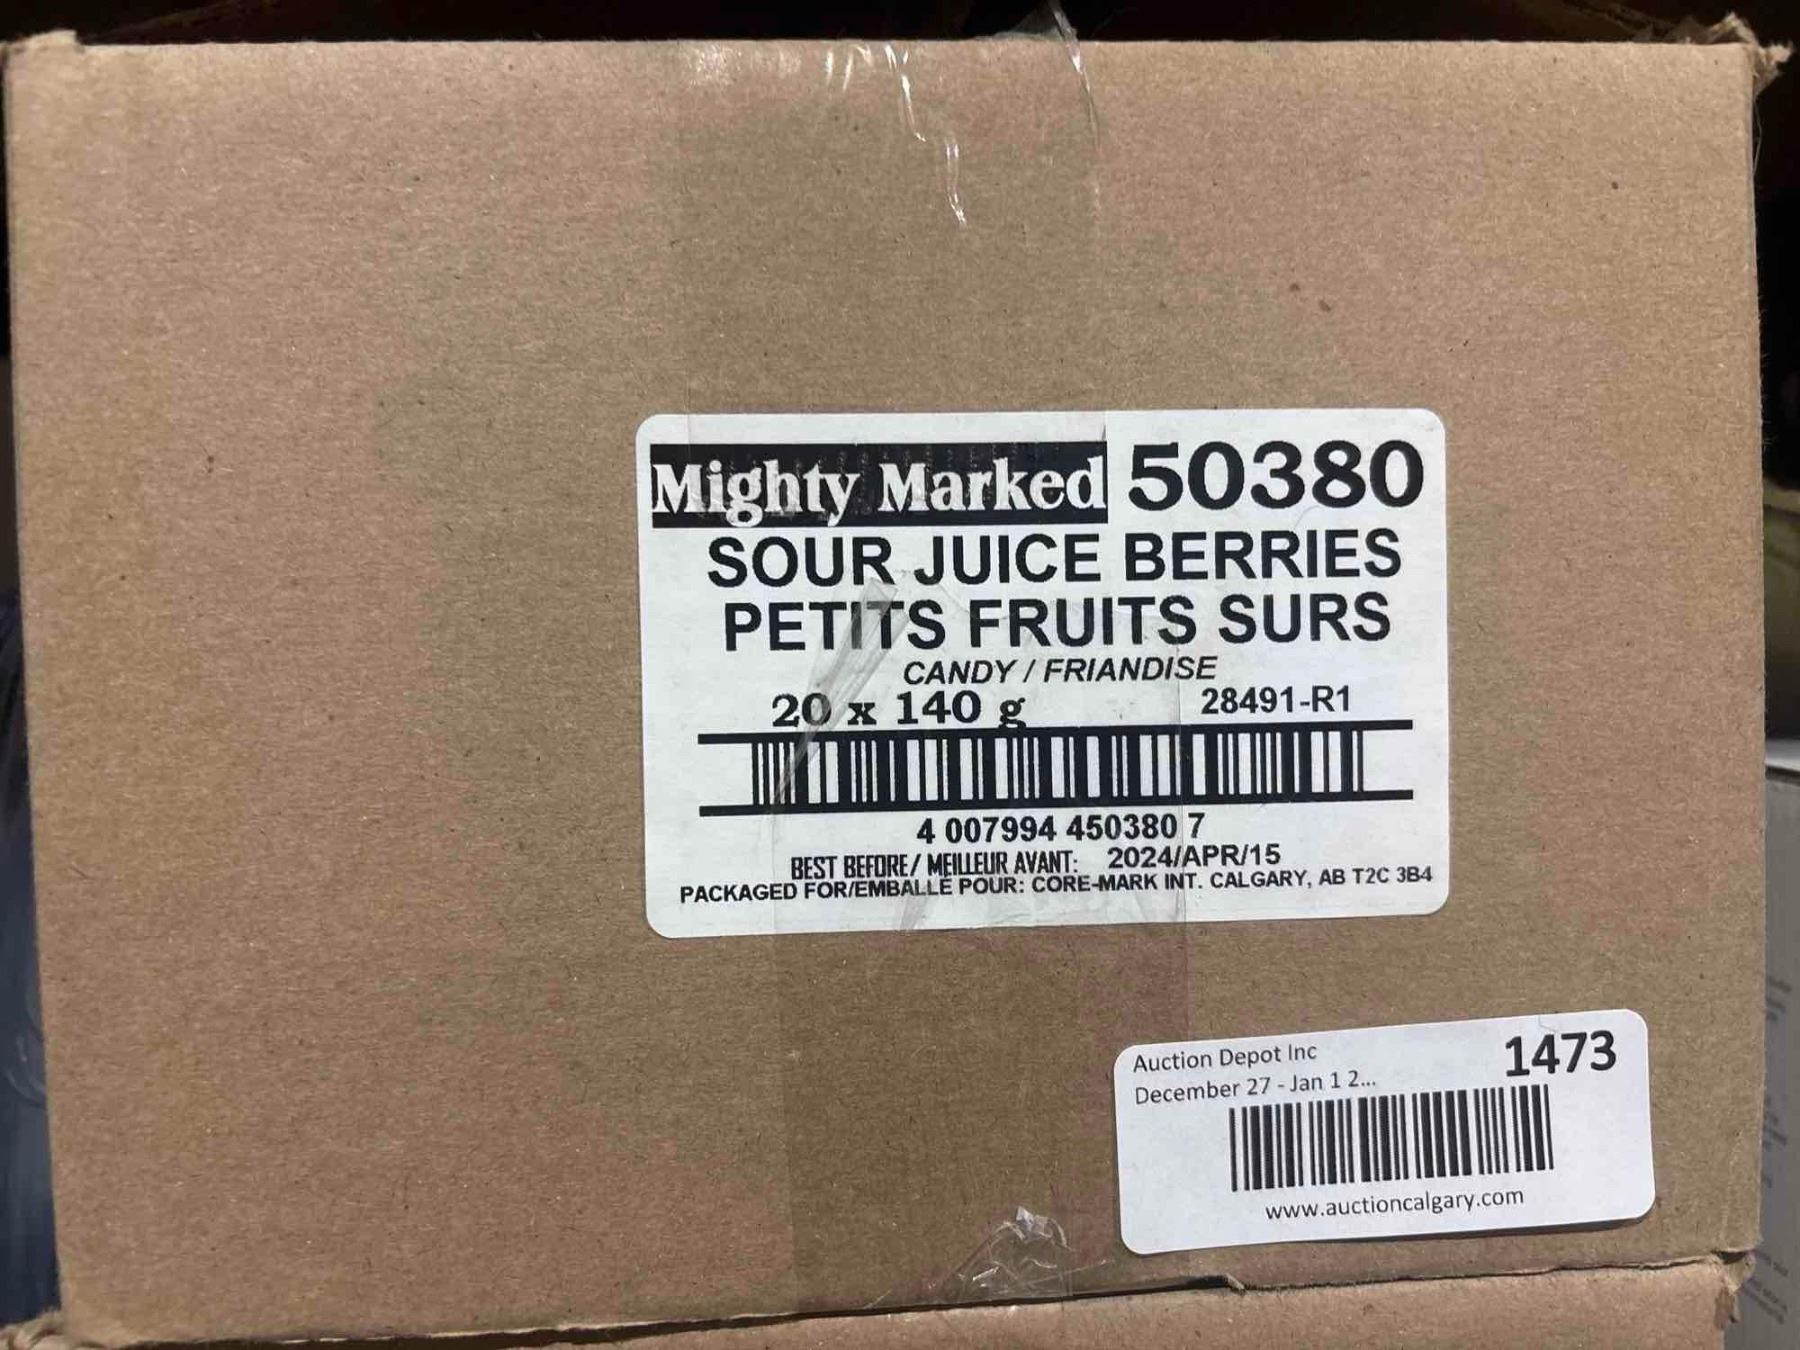 Mighty Marked 50380
SOUR JUICE BERRIES
PETITS FRUITS SURS
CANDY / FRIANDISE
20 x 140 g 28491-R1
4 007994 450380 7
BEST BEFORE/ MEILLEUR AVANT: 2024/APR/15
PACKAGED FOR/EMBALLÉ POUR: CORE-MARK INT. CALGARY, AB T2C 3B4
Auction Depot Inc 1473
December 27 - Jan 1 2...
www.auctioncalgary.com